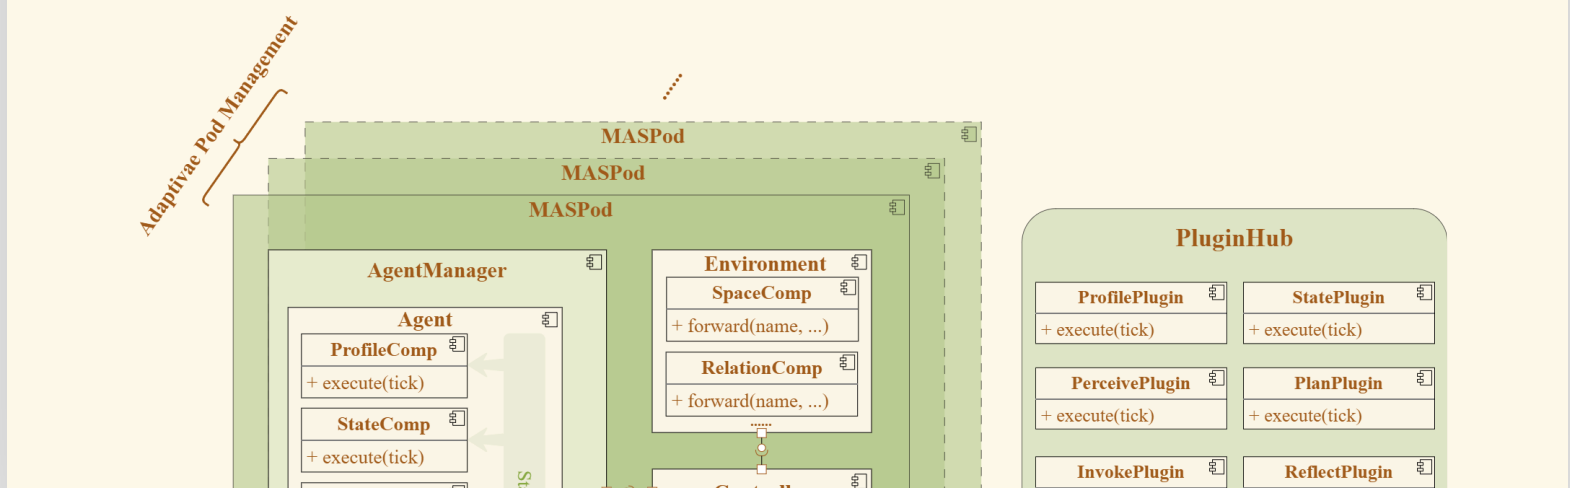 Adaptivae Pod Management
......
MASPod
MASPod
MASPod
AgentManager
Agent
ProfileComp
+ execute(tick)
StateComp
+ execute(tick)
Environment
SpaceComp
+ forward(name, ...)
RelationComp
+ forward(name, ...)
......
PluginHub
ProfilePlugin
+ execute(tick)
StatePlugin
+ execute(tick)
PerceivePlugin
+ execute(tick)
PlanPlugin
+ execute(tick)
InvokePlugin
ReflectPlugin